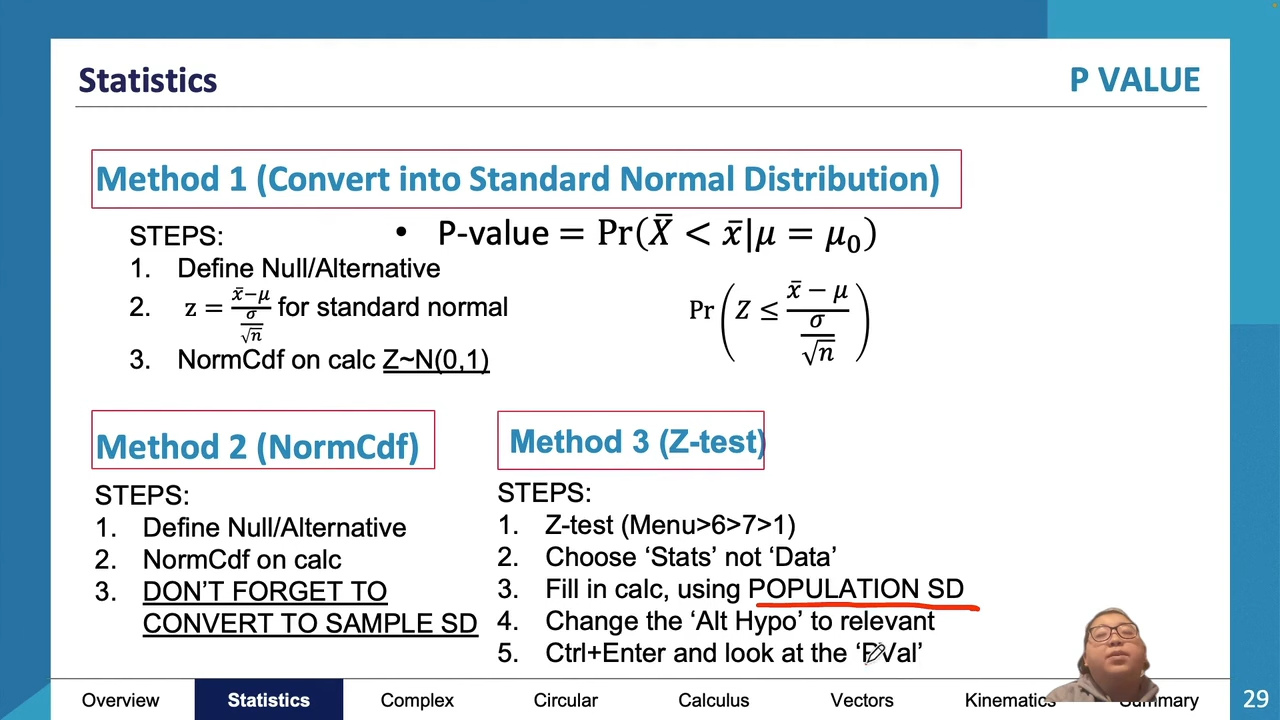 Statistics
P VALUE
Method 1 (Convert into Standard Normal Distribution)
STEPS:
• P-value = Pr(X̄ < x̄|μ = μ₀)
1. Define Null/Alternative
2. z = (x̄−μ)/(σ/√n) for standard normal
Pr(Z ≤ (x̄ − μ)/(σ/√n))
3. NormCdf on calc Z~N(0,1)
Method 2 (NormCdf)
STEPS:
1. Define Null/Alternative
2. NormCdf on calc
3. DON'T FORGET TO
CONVERT TO SAMPLE SD
Method 3 (Z-test)
STEPS:
1. Z-test (Menu>6>7>1)
2. Choose ‘Stats’ not ‘Data’
3. Fill in calc, using POPULATION SD
4. Change the ‘Alt Hypo’ to relevant
5. Ctrl+Enter and look at the ‘PVal’
Overview Statistics Complex Circular Calculus Vectors Kinematics Summary 29